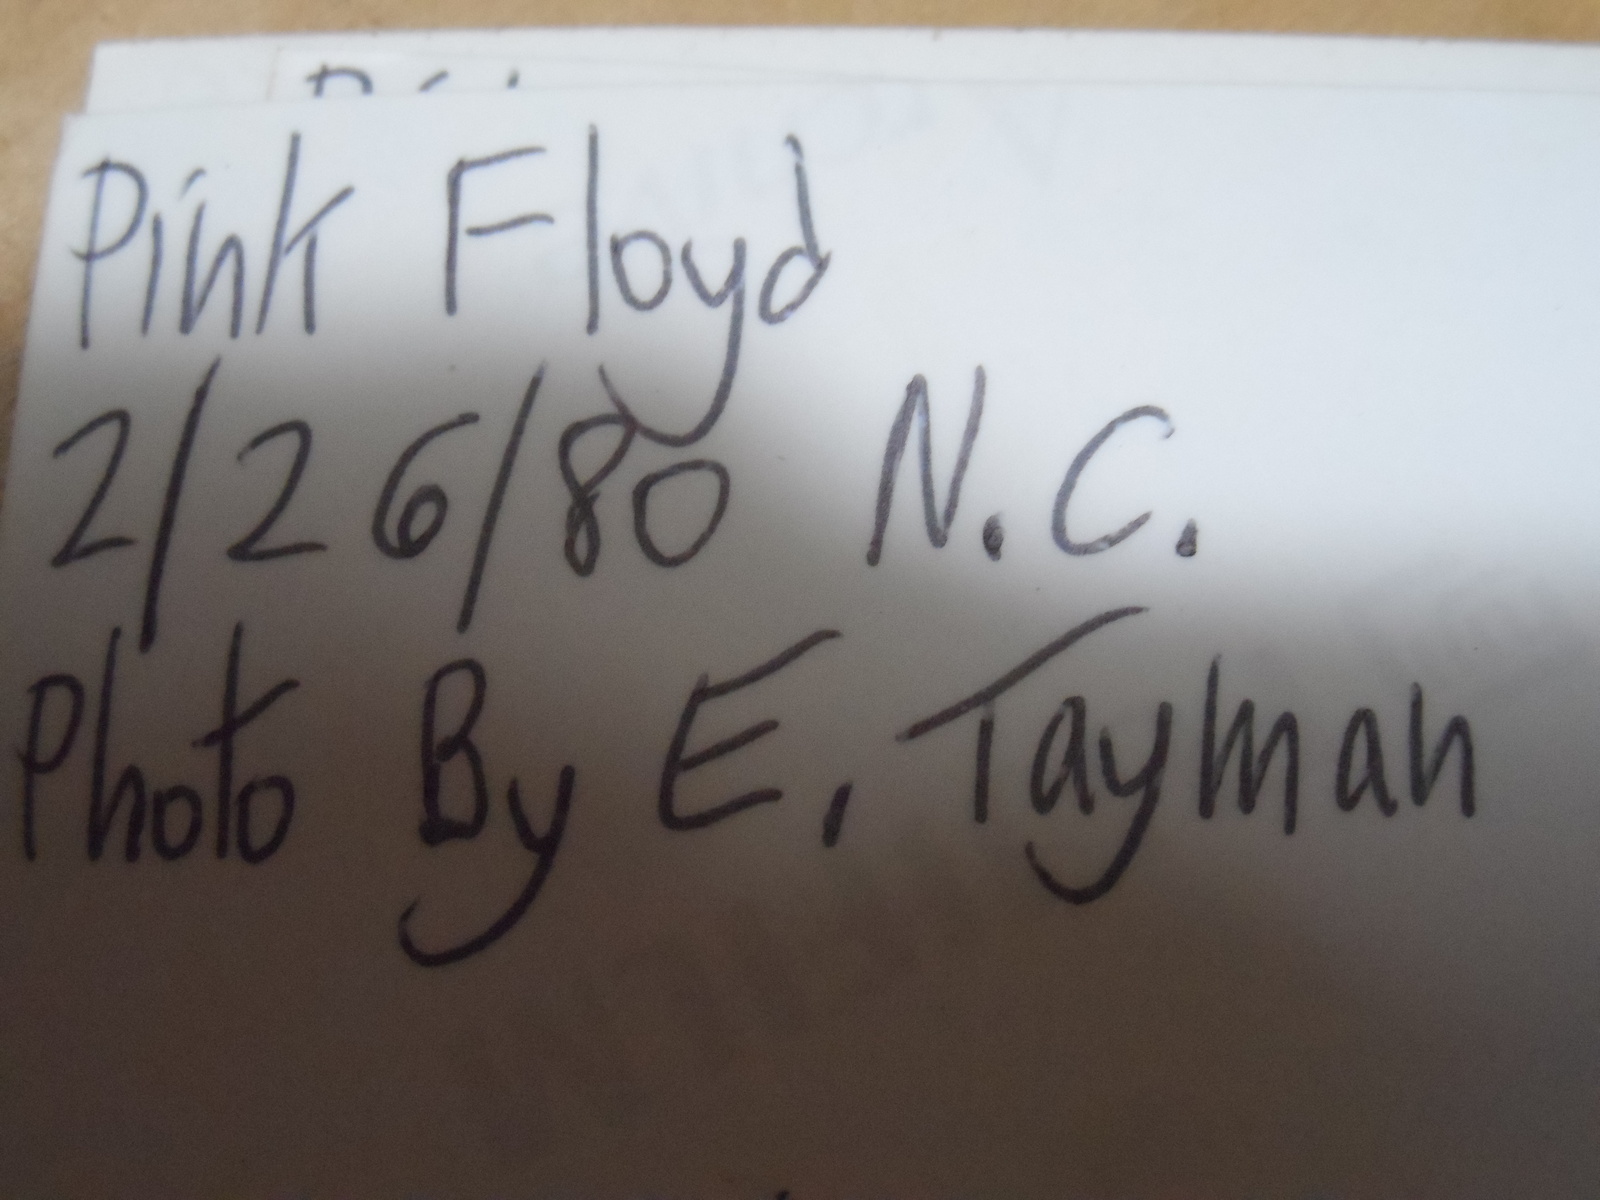 Pink Floyd
2/26/80 N.C.
Photo By E. Tayman